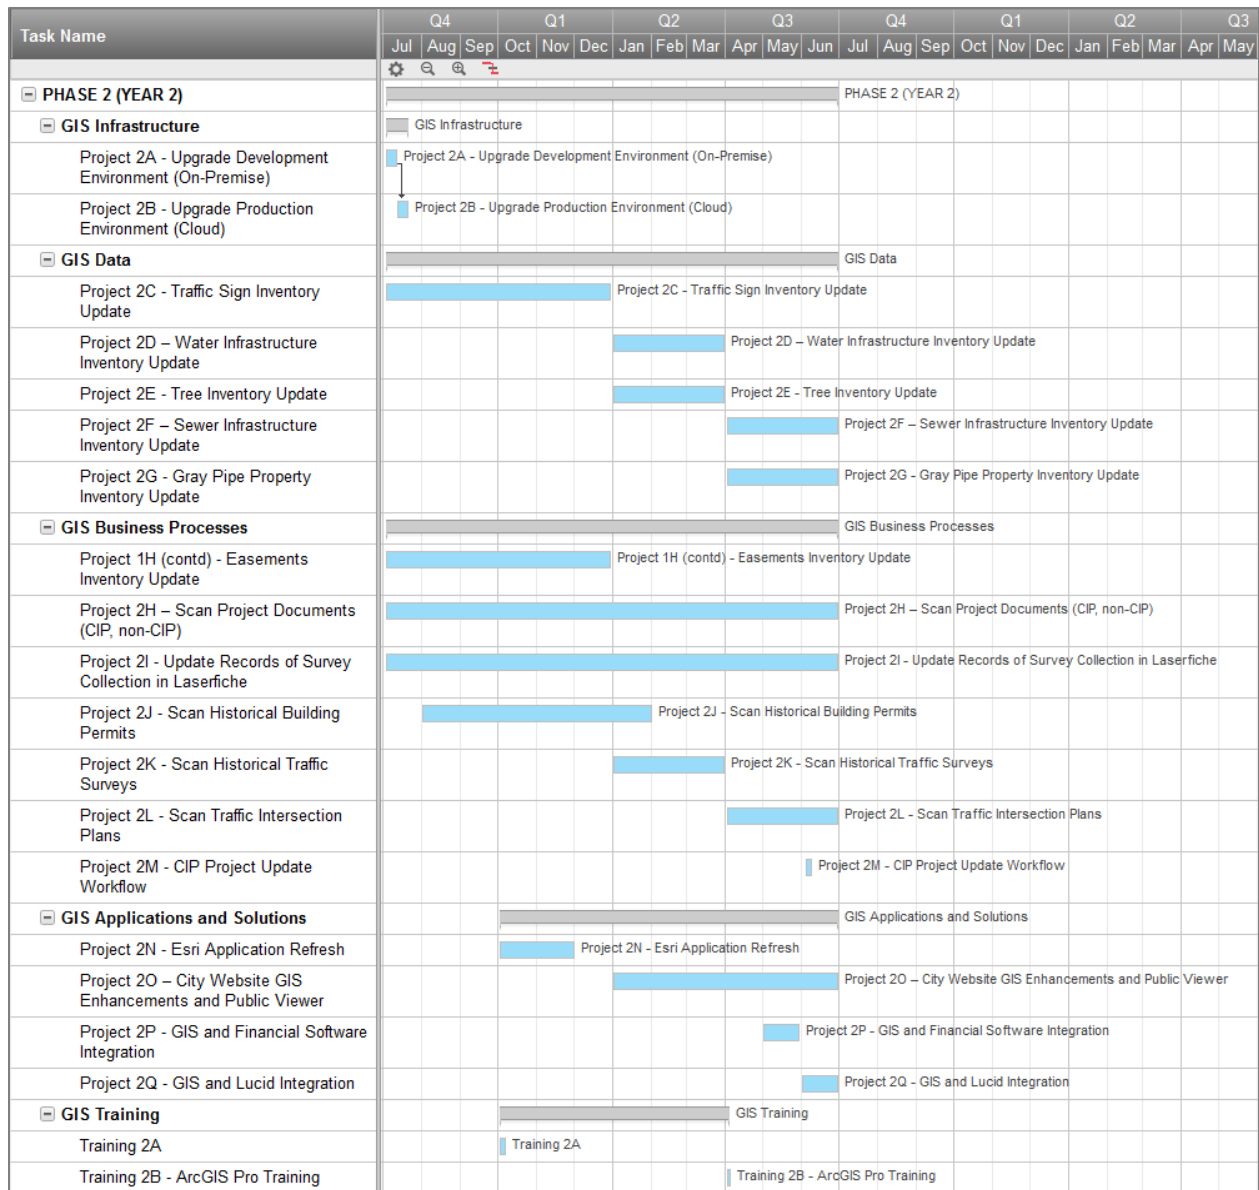 Task Name
Q4 Q1 Q2 Q3 Q4 Q1 Q2 Q3
Jul Aug Sep Oct Nov Dec Jan Feb Mar Apr May Jun Jul Aug Sep Oct Nov Dec Jan Feb Mar Apr May
PHASE 2 (YEAR 2)
PHASE 2 (YEAR 2)
GIS Infrastructure
GIS Infrastructure
Project 2A - Upgrade Development
Environment (On-Premise)
Project 2A - Upgrade Development Environment (On-Premise)
Project 2B - Upgrade Production
Environment (Cloud)
Project 2B - Upgrade Production Environment (Cloud)
GIS Data
GIS Data
Project 2C - Traffic Sign Inventory
Update
Project 2C - Traffic Sign Inventory Update
Project 2D – Water Infrastructure
Inventory Update
Project 2D – Water Infrastructure Inventory Update
Project 2E - Tree Inventory Update
Project 2E - Tree Inventory Update
Project 2F – Sewer Infrastructure
Inventory Update
Project 2F – Sewer Infrastructure Inventory Update
Project 2G - Gray Pipe Property
Inventory Update
Project 2G - Gray Pipe Property Inventory Update
GIS Business Processes
GIS Business Processes
Project 1H (contd) - Easements
Inventory Update
Project 1H (contd) - Easements Inventory Update
Project 2H – Scan Project Documents
(CIP, non-CIP)
Project 2H – Scan Project Documents (CIP, non-CIP)
Project 2I - Update Records of Survey
Collection in Laserfiche
Project 2I - Update Records of Survey Collection in Laserfiche
Project 2J - Scan Historical Building
Permits
Project 2J - Scan Historical Building Permits
Project 2K - Scan Historical Traffic
Surveys
Project 2K - Scan Historical Traffic Surveys
Project 2L - Scan Traffic Intersection
Plans
Project 2L - Scan Traffic Intersection Plans
Project 2M - CIP Project Update
Workflow
Project 2M - CIP Project Update Workflow
GIS Applications and Solutions
GIS Applications and Solutions
Project 2N - Esri Application Refresh
Project 2N - Esri Application Refresh
Project 2O – City Website GIS
Enhancements and Public Viewer
Project 2O – City Website GIS Enhancements and Public Viewer
Project 2P - GIS and Financial Software
Integration
Project 2P - GIS and Financial Software Integration
Project 2Q - GIS and Lucid Integration
Project 2Q - GIS and Lucid Integration
GIS Training
GIS Training
Training 2A
Training 2A
Training 2B - ArcGIS Pro Training
Training 2B - ArcGIS Pro Training